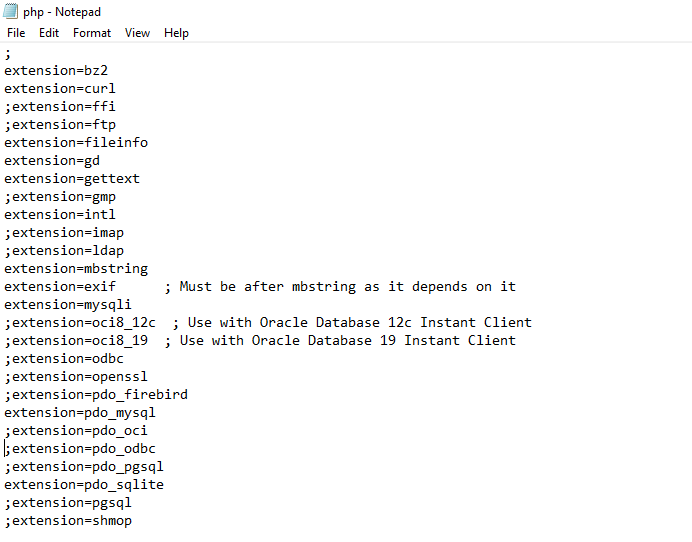 php - Notepad
File Edit Format View Help
;
extension=bz2
extension=curl
;extension=ffi
;extension=ftp
extension=fileinfo
extension=gd
extension=gettext
;extension=gmp
extension=intl
;extension=imap
;extension=ldap
extension=mbstring
extension=exif      ; Must be after mbstring as it depends on it
extension=mysqli
;extension=oci8_12c  ; Use with Oracle Database 12c Instant Client
;extension=oci8_19  ; Use with Oracle Database 19 Instant Client
;extension=odbc
;extension=openssl
;extension=pdo_firebird
extension=pdo_mysql
;extension=pdo_oci
;extension=pdo_odbc
;extension=pdo_pgsql
extension=pdo_sqlite
;extension=pgsql
;extension=shmop